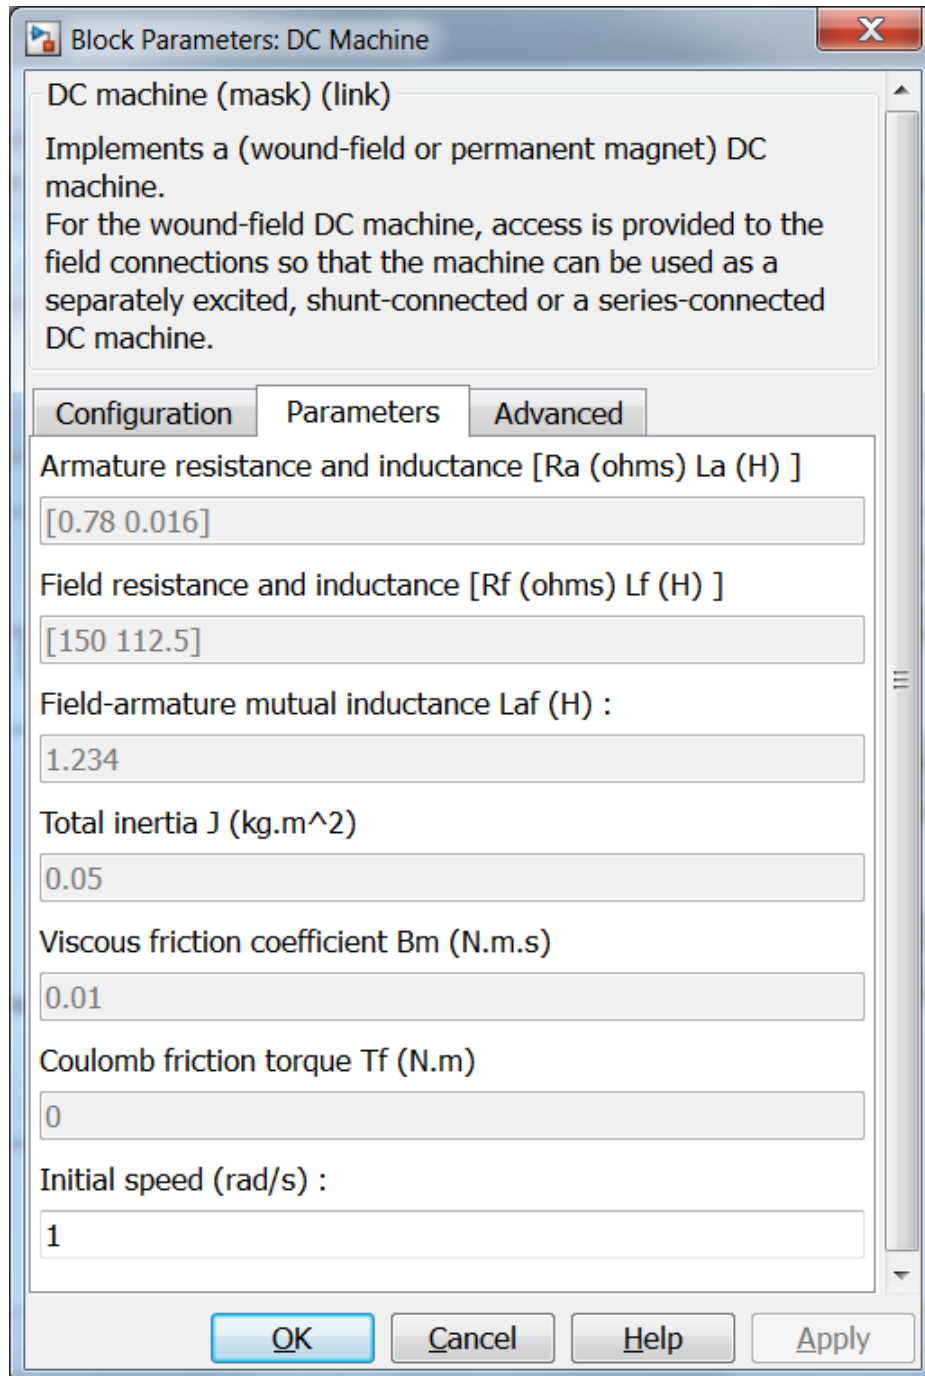 Block Parameters: DC Machine
X
DC machine (mask) (link)
Implements a (wound-field or permanent magnet) DC
machine.
For the wound-field DC machine, access is provided to the
field connections so that the machine can be used as a
separately excited, shunt-connected or a series-connected
DC machine.
Configuration Parameters Advanced
Armature resistance and inductance [Ra (ohms) La (H) ]
[0.78 0.016]
Field resistance and inductance [Rf (ohms) Lf (H) ]
[150 112.5]
Field-armature mutual inductance Laf (H) :
1.234
Total inertia J (kg.m^2)
0.05
Viscous friction coefficient Bm (N.m.s)
0.01
Coulomb friction torque Tf (N.m)
0
Initial speed (rad/s) :
1
OK Cancel Help Apply